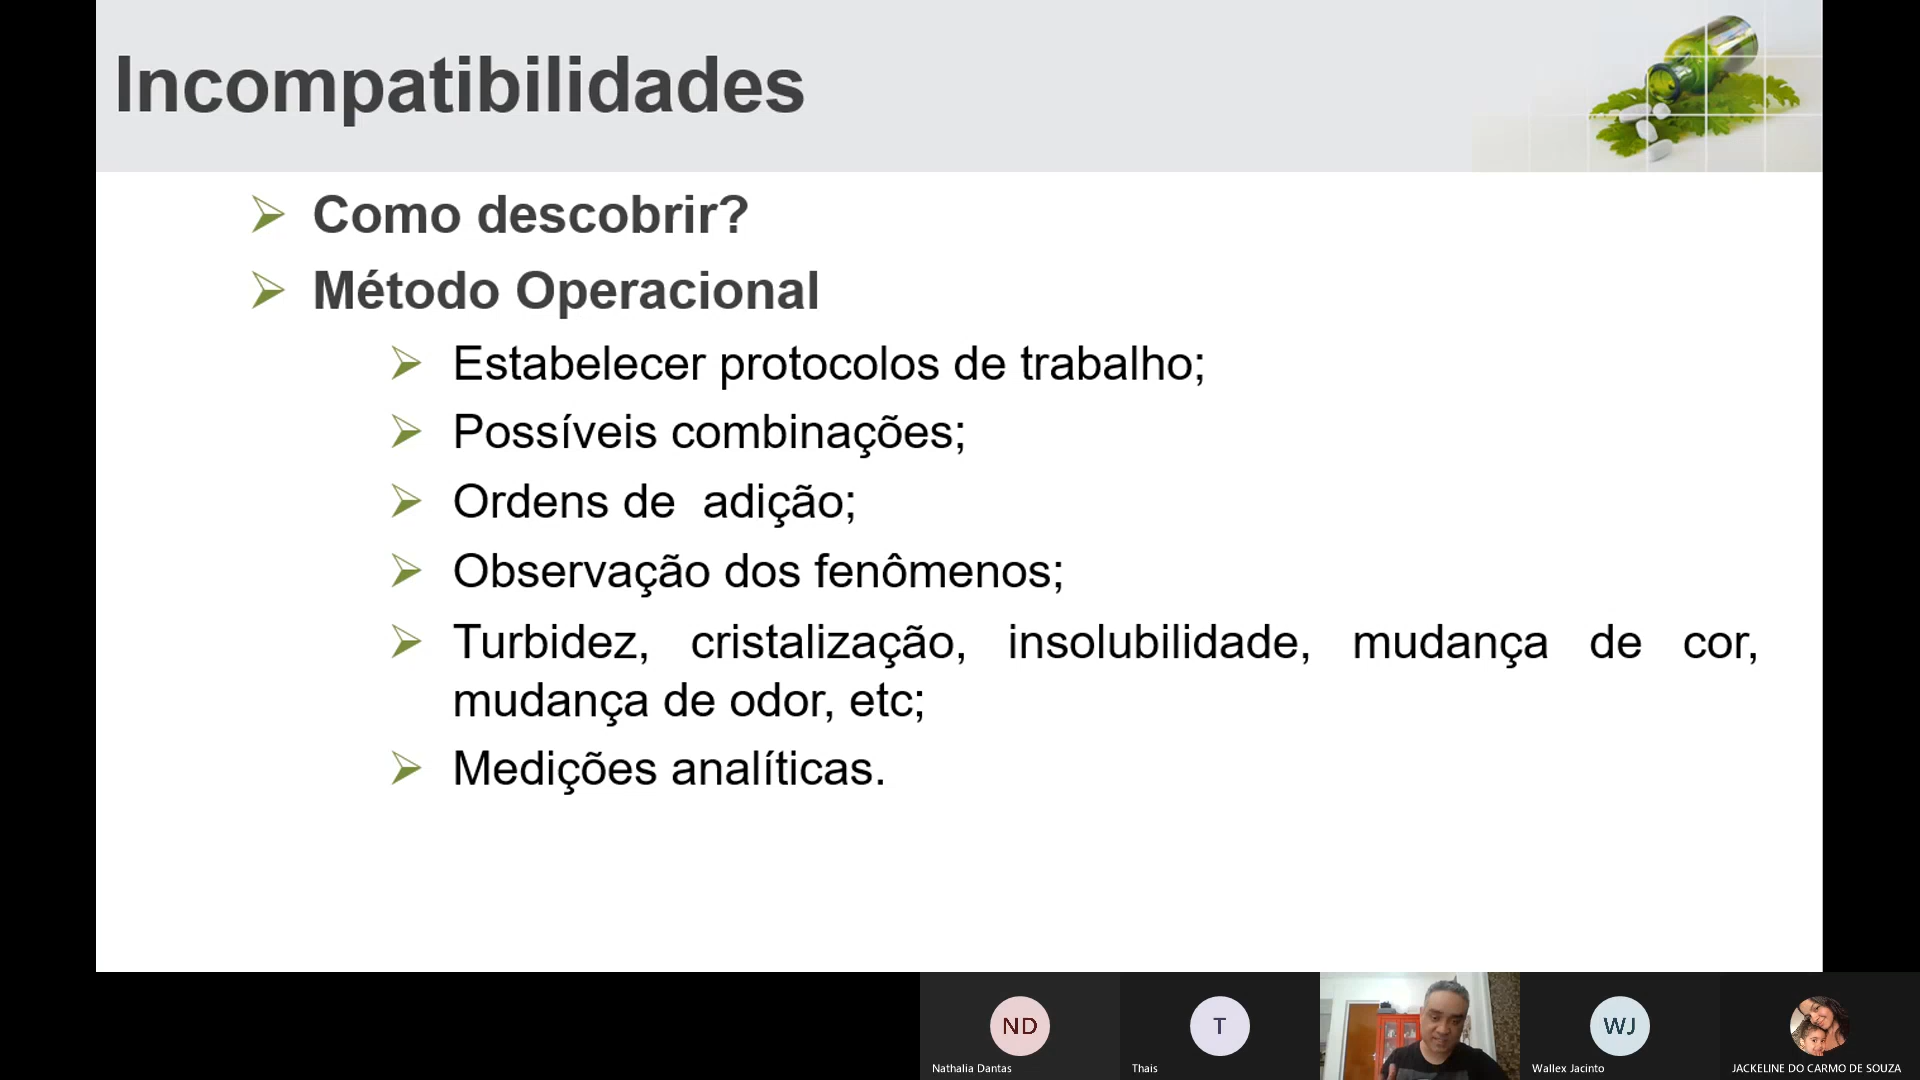 Incompatibilidades
Como descobrir?
Método Operacional
Estabelecer protocolos de trabalho;
Possíveis combinações;
Ordens de  adição;
Observação dos fenômenos;
Turbidez, cristalização, insolubilidade, mudança de cor,
mudança de odor, etc;
Medições analíticas.
ND
T
WJ
Nathalia Dantas
Thais
Wallex Jacinto
JACKELINE DO CARMO DE SOUZA